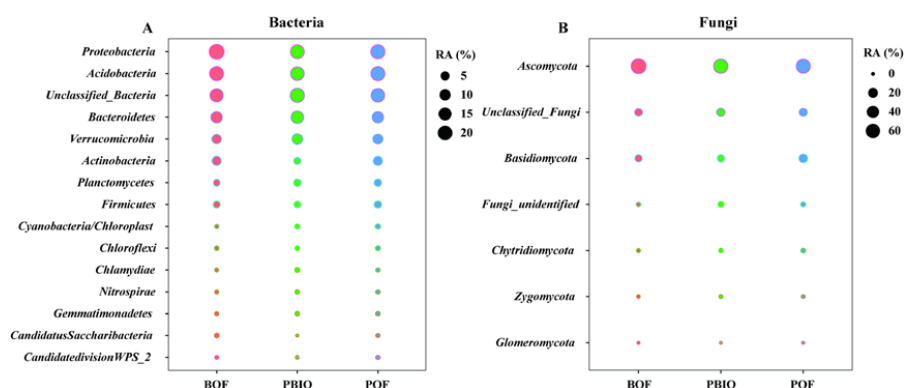 A
Bacteria
Proteobacteria
Acidobacteria
Unclassified_Bacteria
Bacteroidetes
Verrucomicrobia
Actinobacteria
Planctomycetes
Firmicutes
Cyanobacteria/Chloroplast
Chloroflexi
Chlamydiae
Nitrospirae
Gemmatimonadetes
CandidatusSaccharibacteria
CandidatedivisionWPS_2
BOF PBIO POF
RA (%)
5
10
15
20
B
Fungi
Ascomycota
Unclassified_Fungi
Basidiomycota
Fungi_unidentified
Chytridiomycota
Zygomycota
Glomeromycota
BOF PBIO POF
RA (%)
0
20
40
60